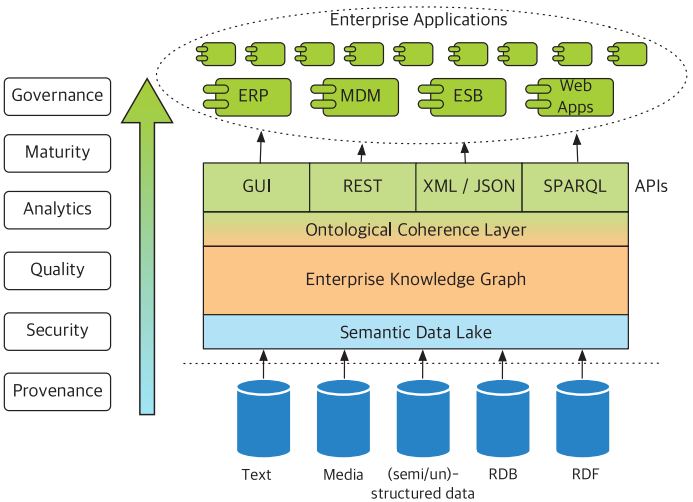 Enterprise Applications
ERP
MDM
ESB
Web
Apps
Governance
Maturity
Analytics
Quality
Security
Provenance
GUI
REST
XML / JSON
SPARQL
APIs
Ontological Coherence Layer
Enterprise Knowledge Graph
Semantic Data Lake
Text
Media
(semi/un)-
structured data
RDB
RDF